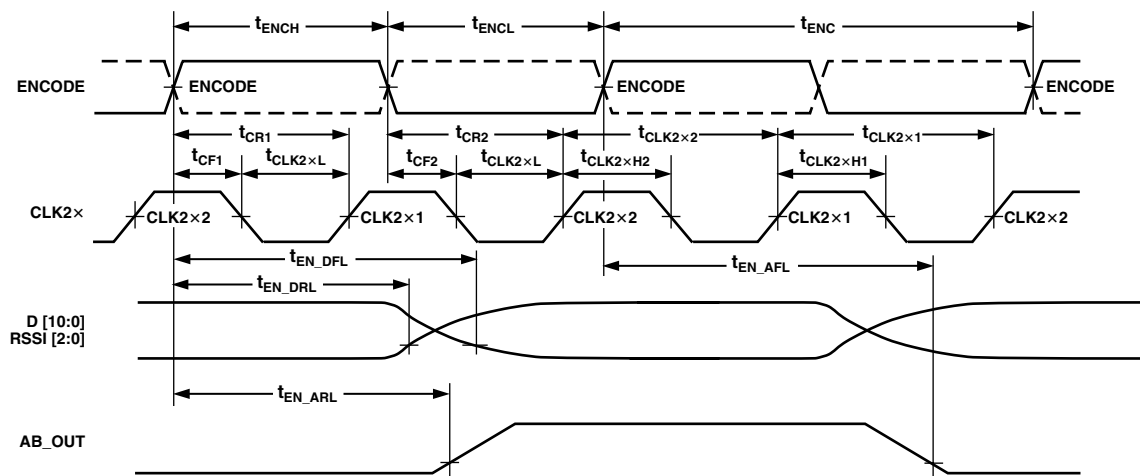 tENCH tENCL tENC
ENCODE ENCODE ENCODE ENCODE ENCODE
tCR1 tCR2 tCLK2×2 tCLK2×1
tCF1 tCLK2×L tCF2 tCLK2×L tCLK2×H2 tCLK2×H1
CLK2× CLK2×2 CLK2×1 CLK2×2 CLK2×1 CLK2×2
tEN_DFL tEN_AFL
tEN_DRL
D [10:0]
RSSI [2:0]
tEN_ARL
AB_OUT